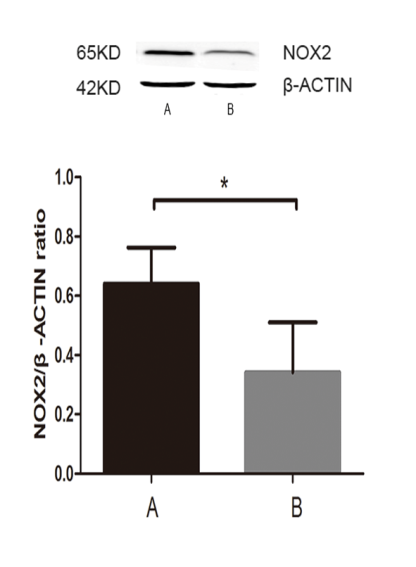 65KD NOX2
42KD β-ACTIN
A B
*
1.0
0.8
0.6
0.4
0.2
0.0
NOX2/β -ACTIN ratio
A B